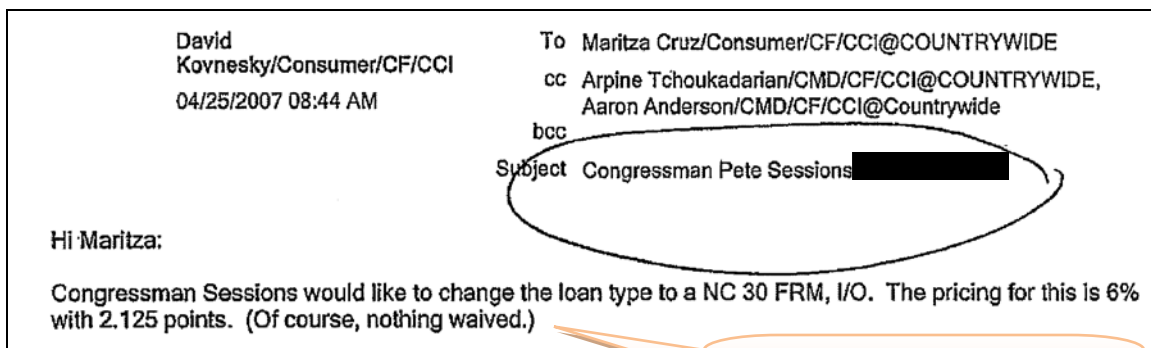 David
Kovnesky/Consumer/CF/CCI
04/25/2007 08:44 AM
To Maritza Cruz/Consumer/CF/CCI@COUNTRYWIDE
cc Arpine Tchoukadarian/CMD/CF/CCI@COUNTRYWIDE,
Aaron Anderson/CMD/CF/CCI@Countrywide
bcc
Subject Congressman Pete Sessions
Hi Maritza:
Congressman Sessions would like to change the loan type to a NC 30 FRM, I/O. The pricing for this is 6%
with 2.125 points. (Of course, nothing waived.)